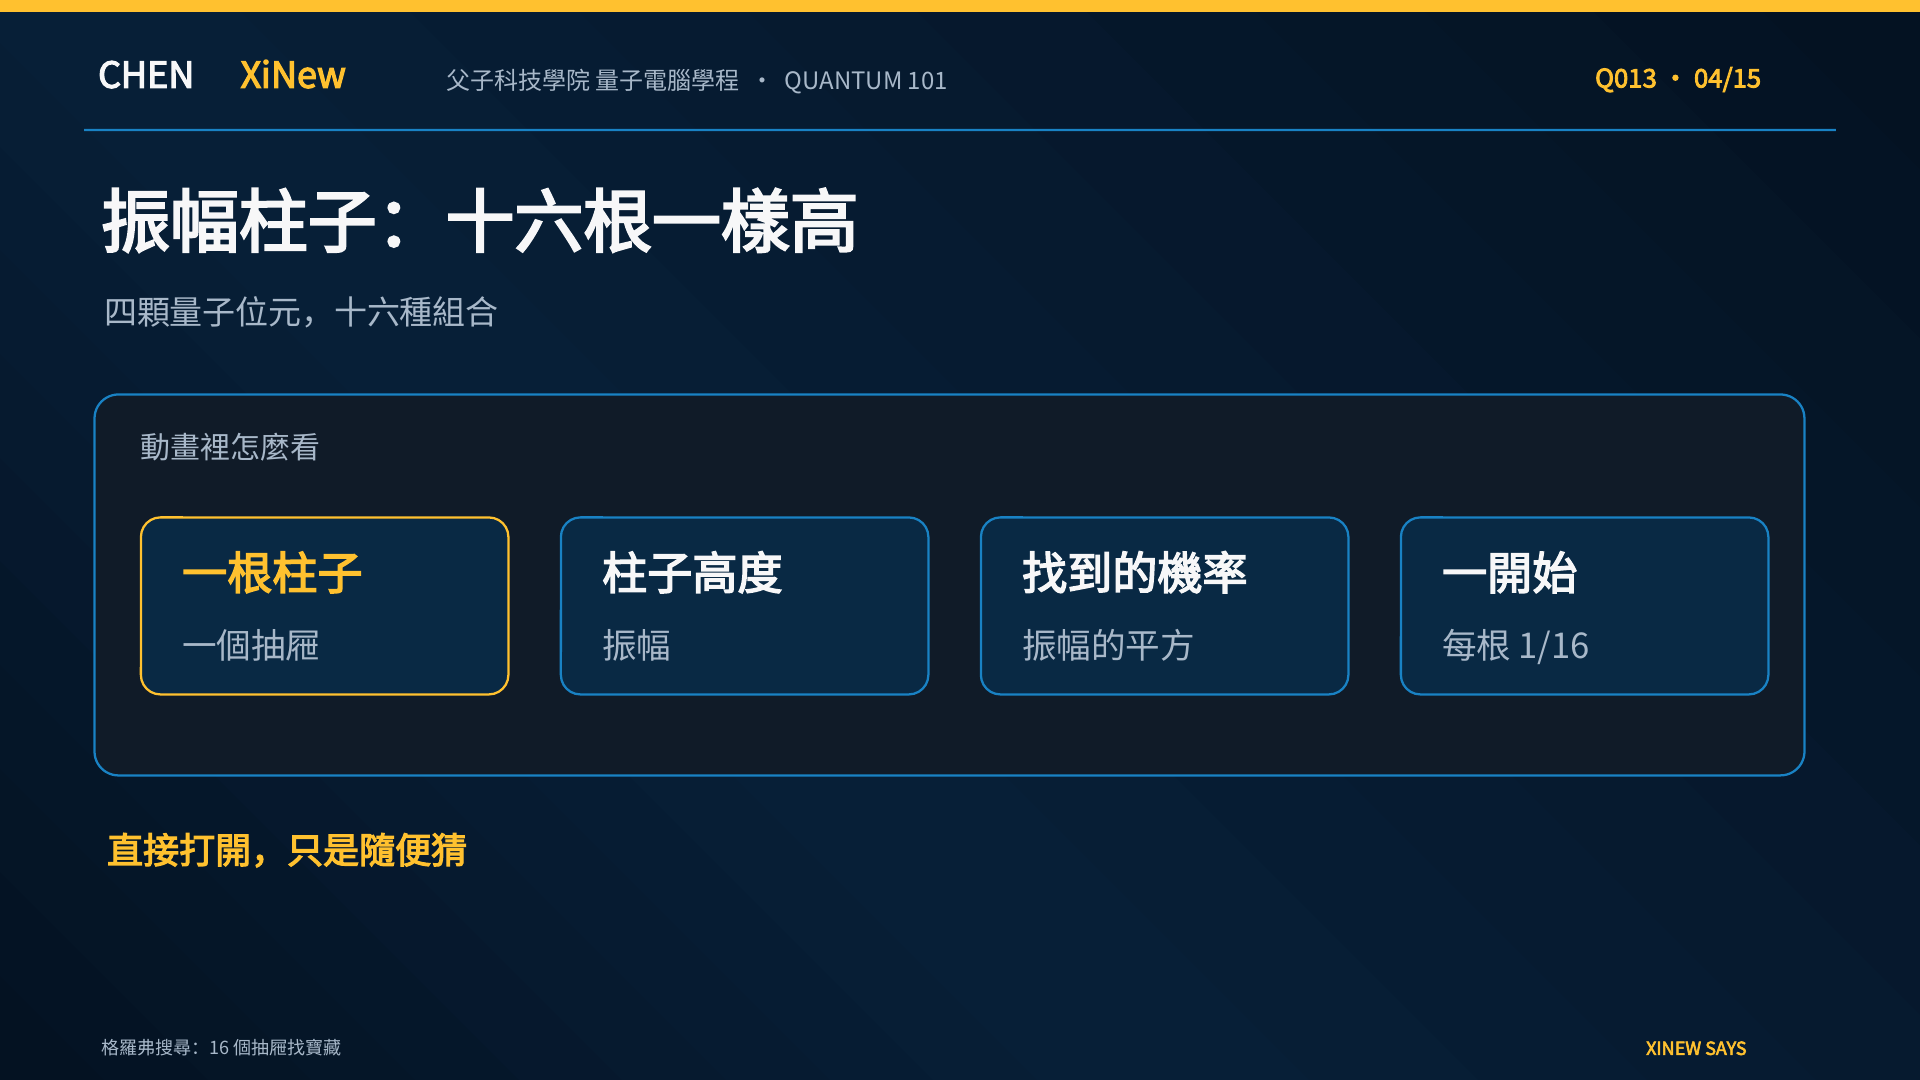 CHEN XiNew 父子科技學院 量子電腦學程 · QUANTUM 101 Q013 · 04/15
振幅柱子：十六根一樣高
四顆量子位元，十六種組合
動畫裡怎麼看
一根柱子
一個抽屜
柱子高度
振幅
找到的機率
振幅的平方
一開始
每根 1/16
直接打開，只是隨便猜
格羅弗搜尋：16 個抽屜找寶藏
XINEW SAYS